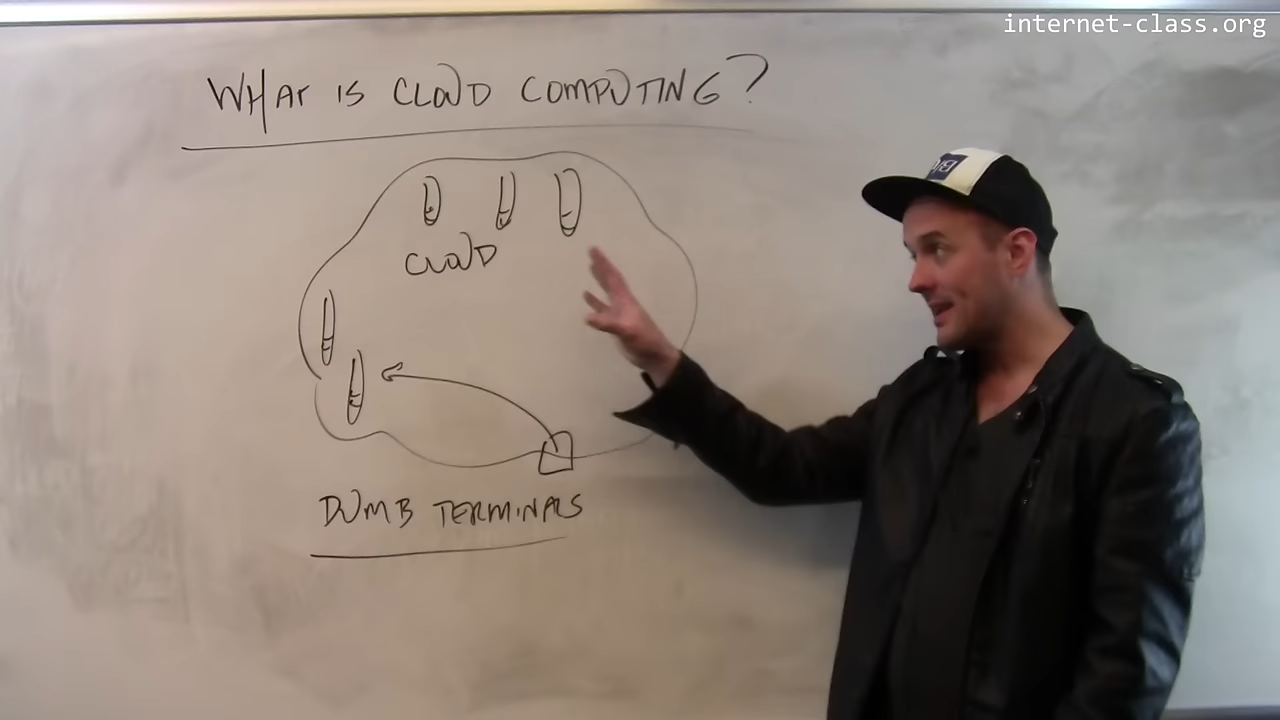 internet-class.org
WHAT IS CLOUD COMPUTING?
CLOUD
DUMB TERMINALS